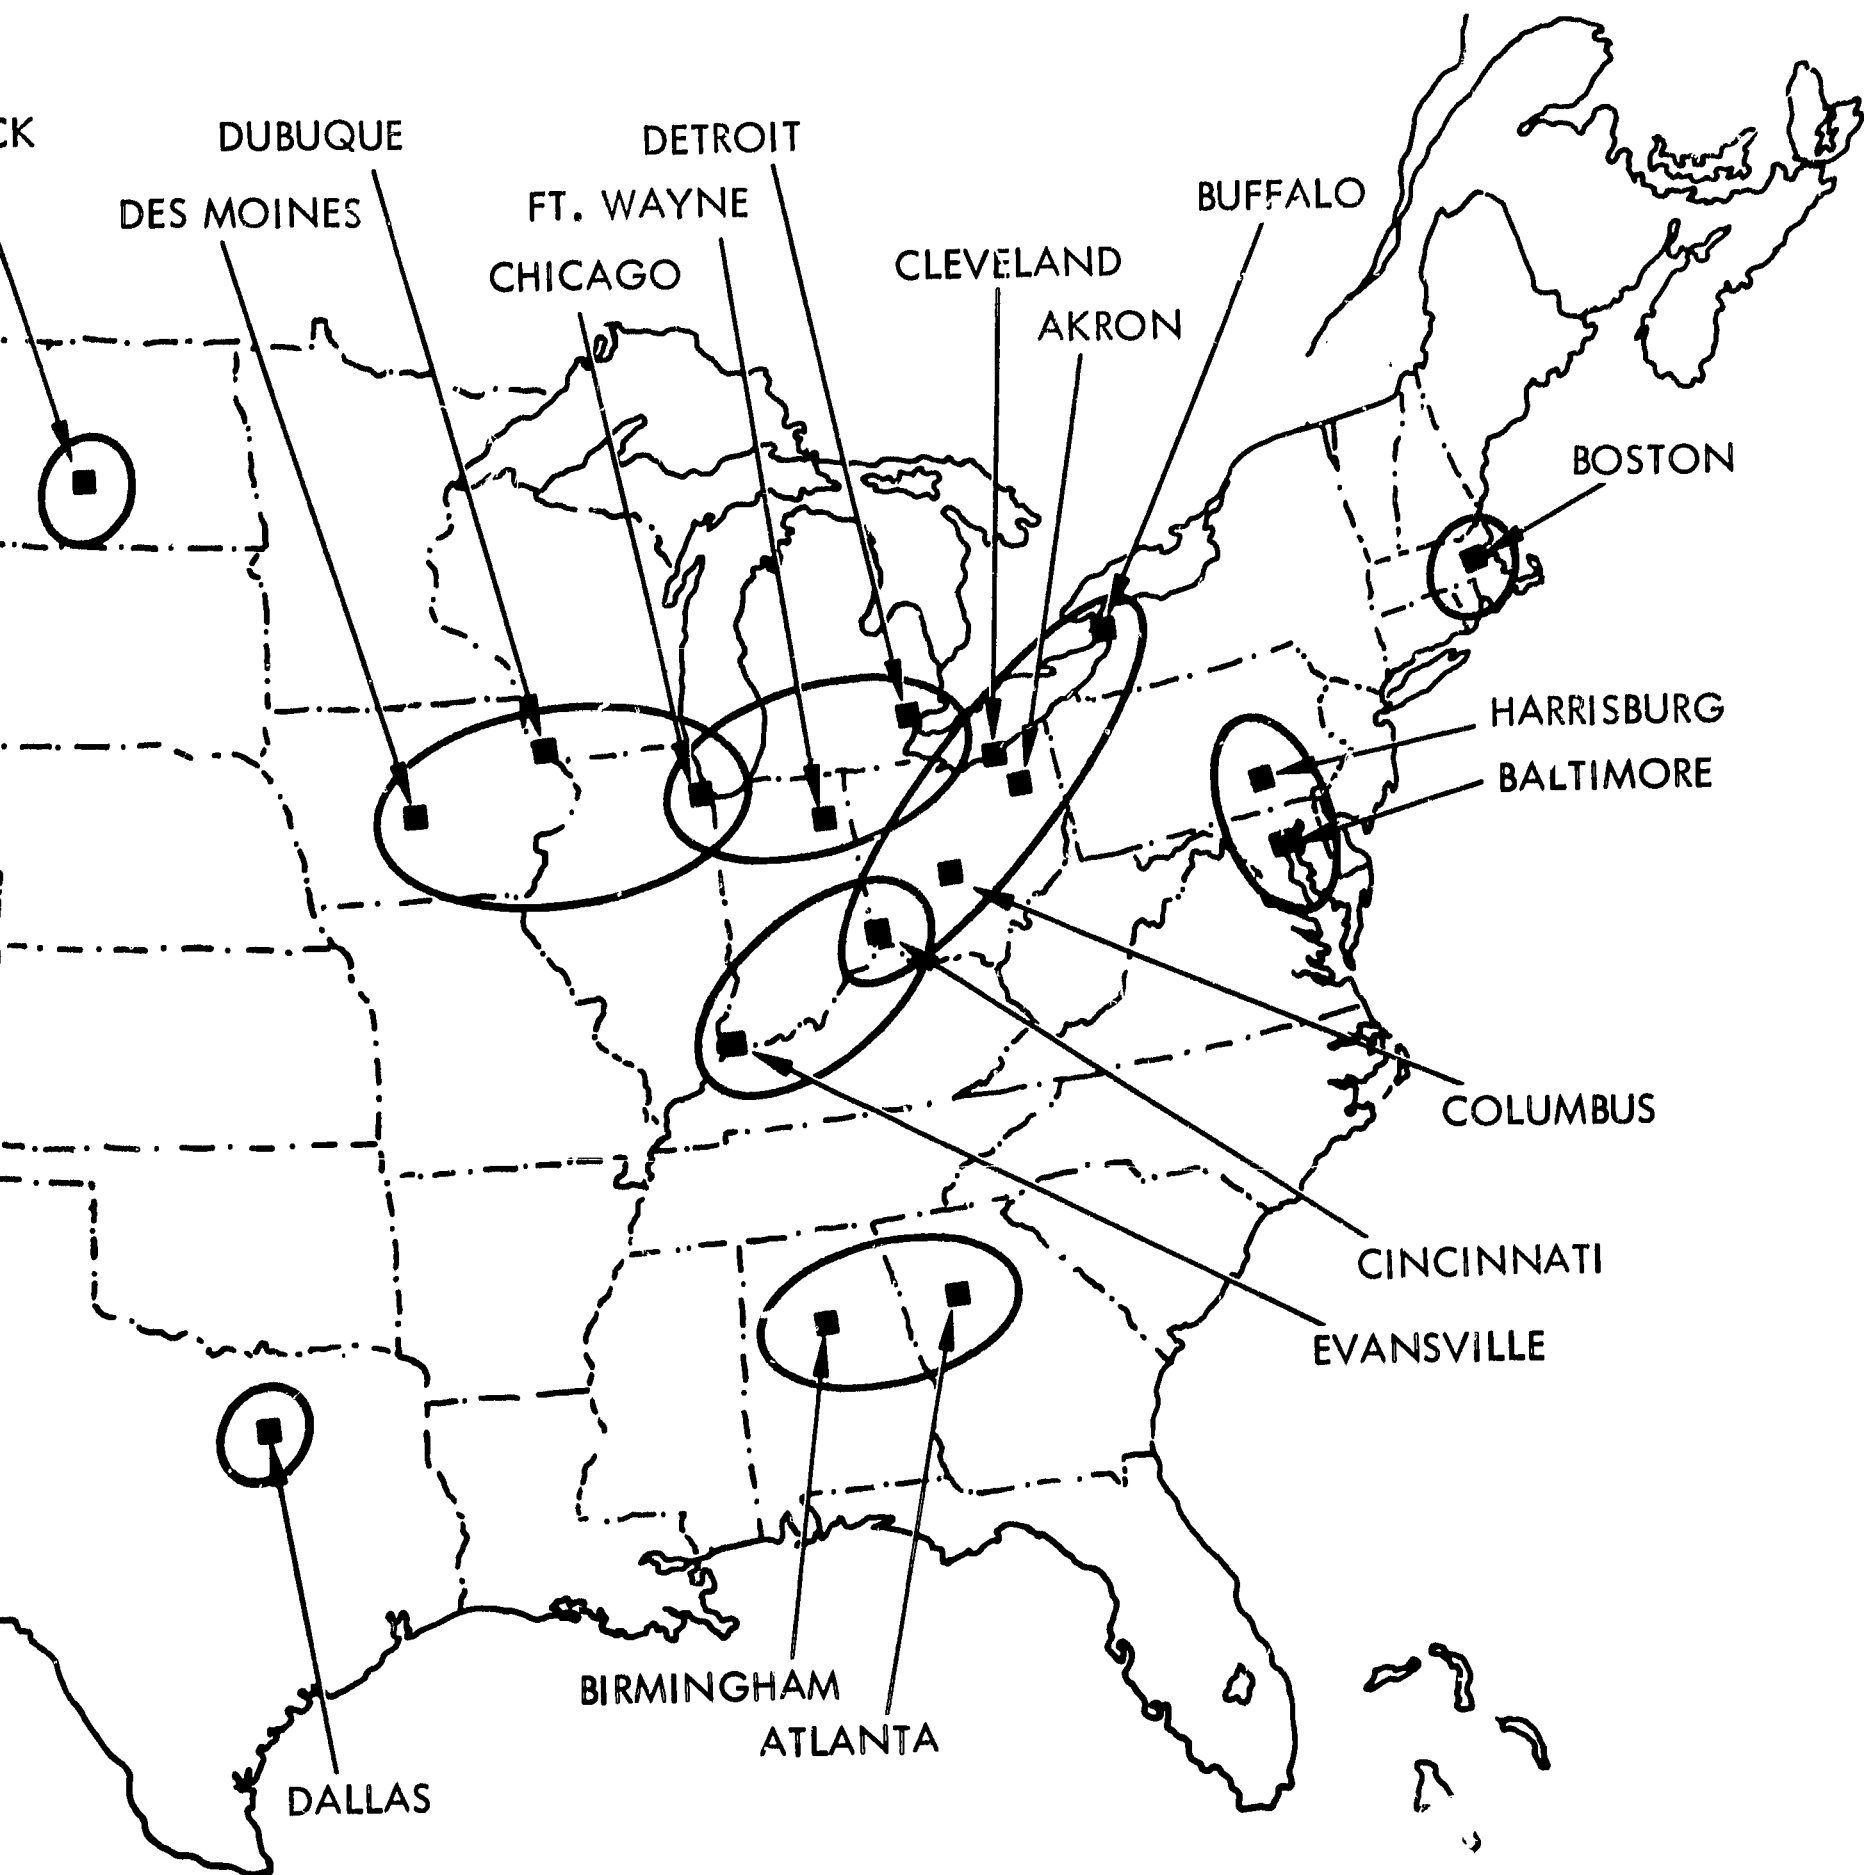 CK
DUBUQUE
DETROIT
DES MOINES
FT. WAYNE
BUFFALO
CHICAGO
CLEVELAND
AKRON
BOSTON
HARRISBURG
BALTIMORE
COLUMBUS
CINCINNATI
EVANSVILLE
BIRMINGHAM
ATLANTA
DALLAS